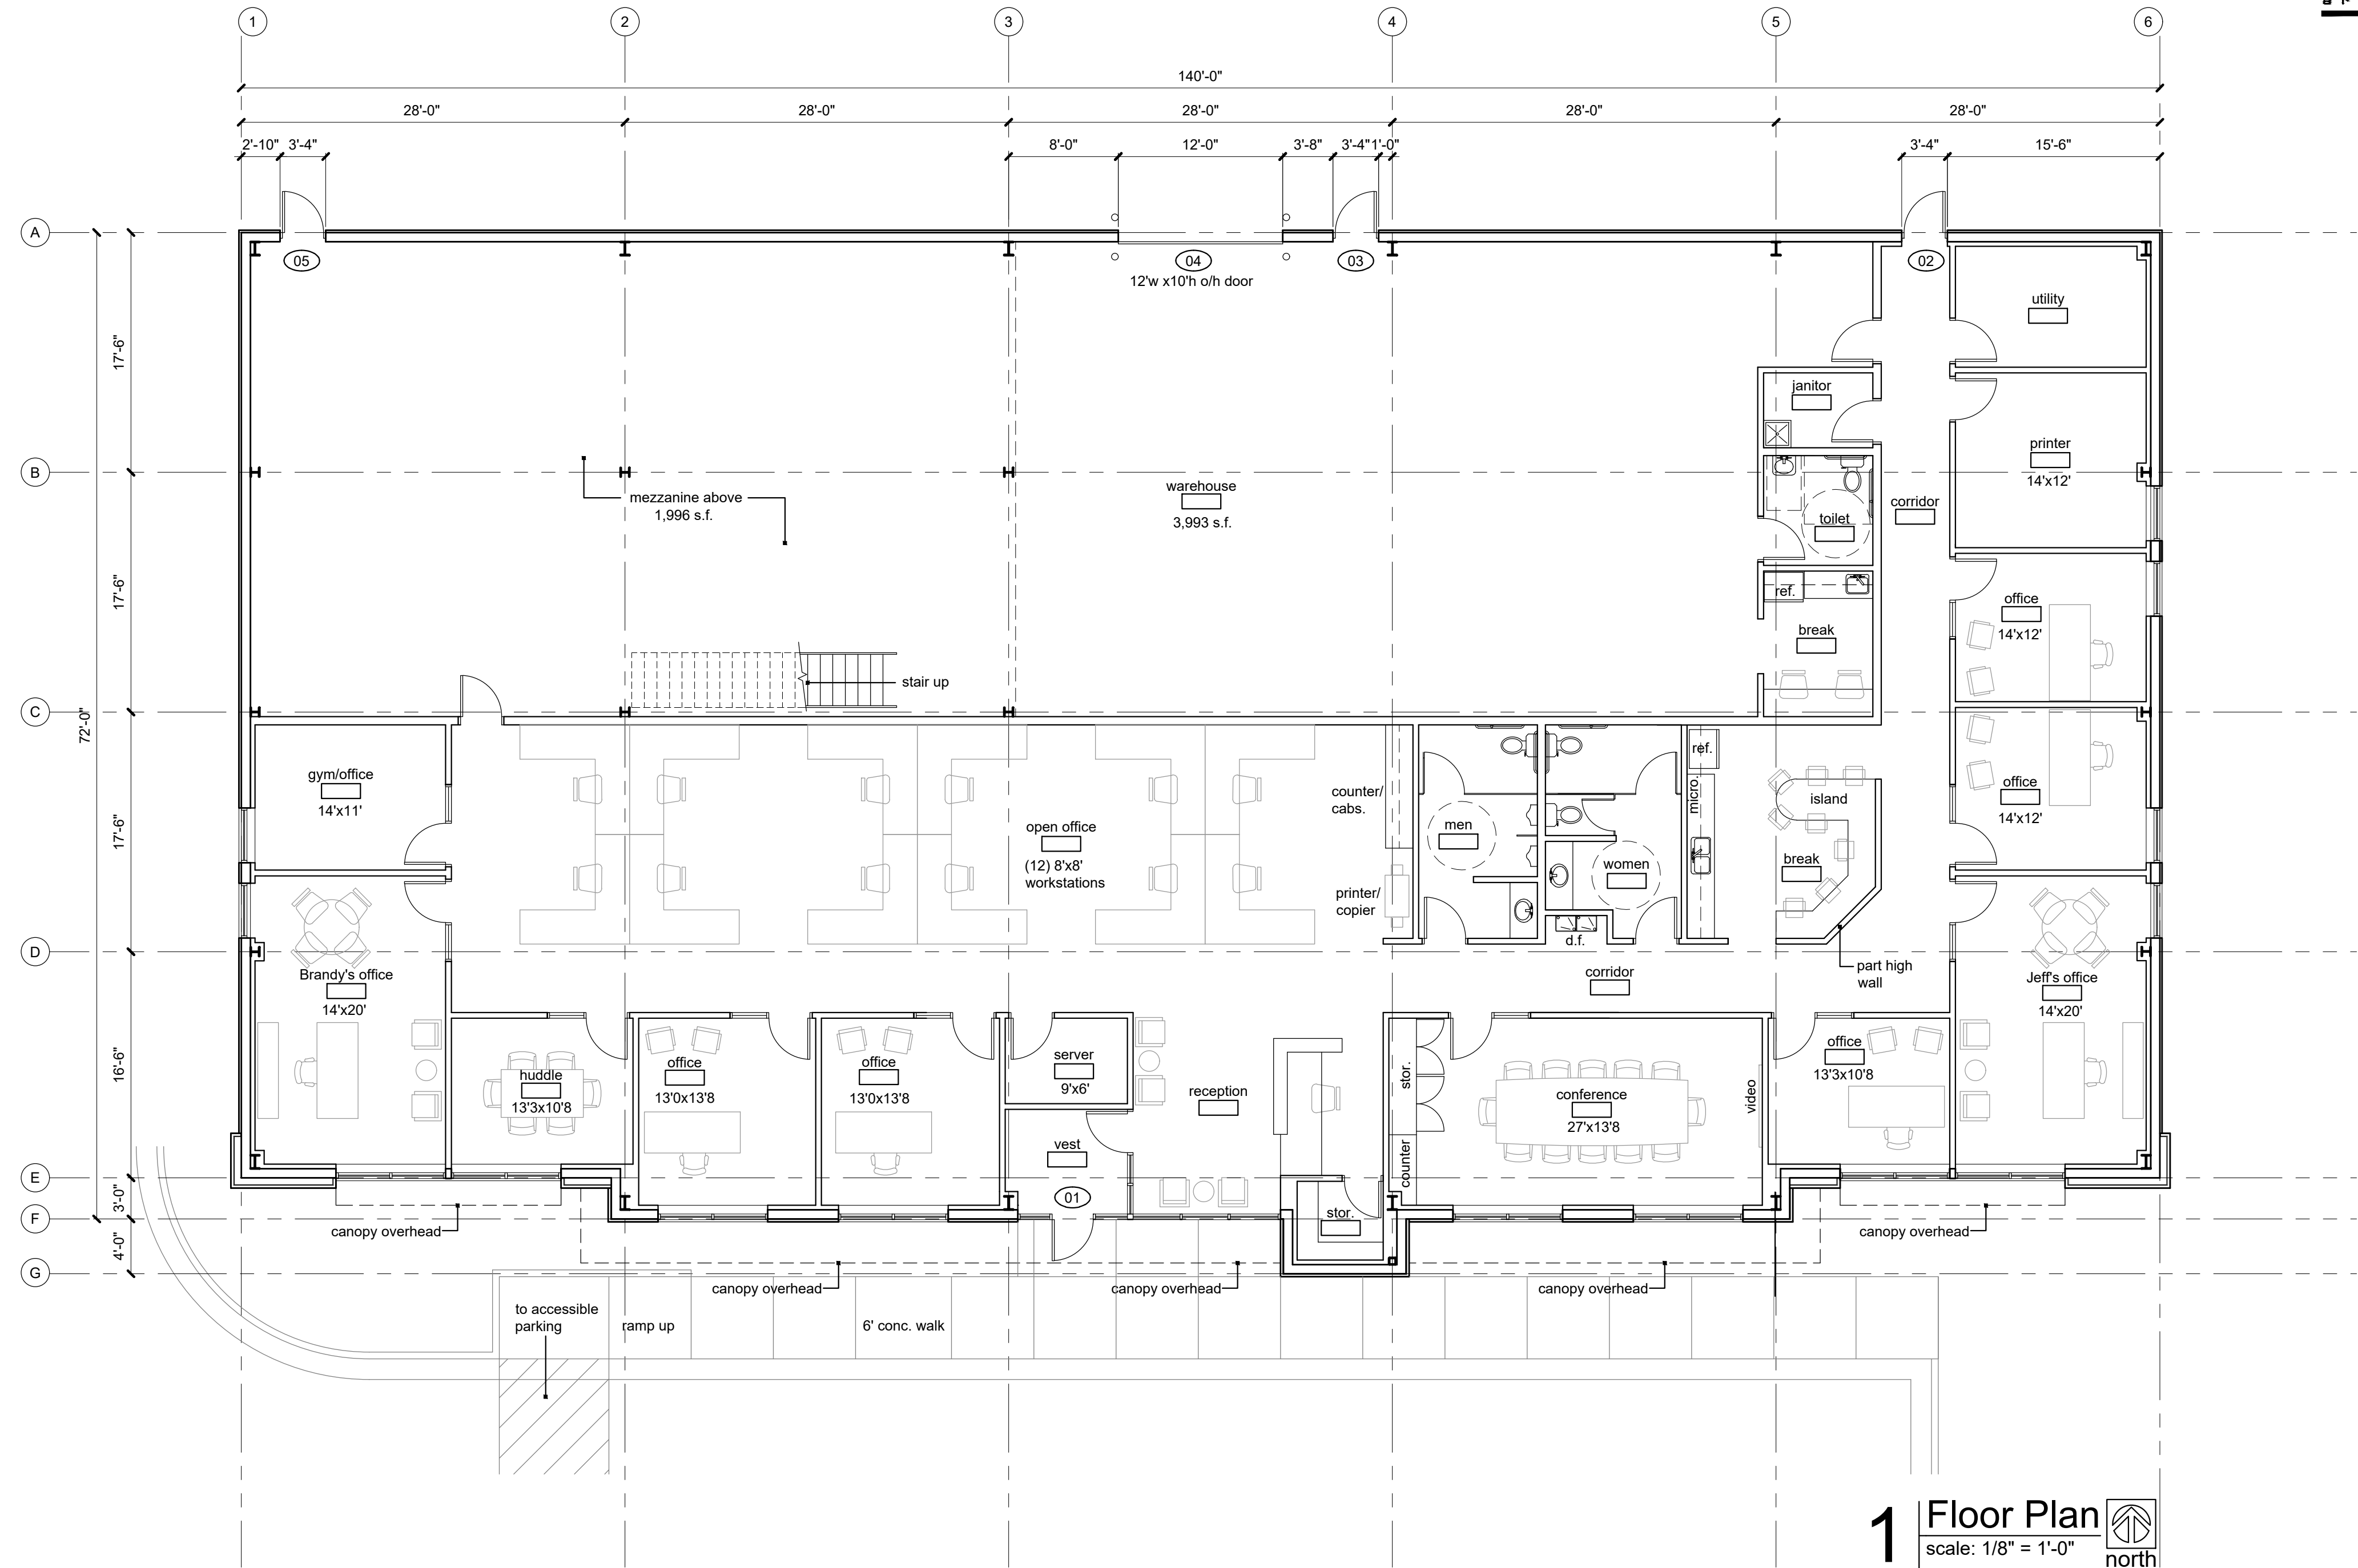 1 2 3 4 5 6
140'-0"
28'-0" 28'-0" 28'-0" 28'-0" 28'-0"
2'-10" 3'-4" 8'-0" 12'-0" 3'-8" 3'-4" 1'-0" 3'-4" 15'-6"
A
05
04
03
02
12'w x10'h o/h door
utility
17'-6"
janitor
printer
14'x12'
B
mezzanine above
1,996 s.f.
warehouse
3,993 s.f.
corridor
toilet
17'-6"
ref.
office
14'x12'
break
stair up
C
72'-0"
ref.
gym/office
14'x11'
counter/
cabs.
micro.
island
office
14'x12'
17'-6"
open office
(12) 8'x8'
workstations
men
women
break
printer/
copier
D
d.f.
Brandy's office
14'x20'
corridor
part high
wall
Jeff's office
14'x20'
16'-6"
huddle
13'3x10'8
office
13'0x13'8
office
13'0x13'8
server
9'x6'
reception
stor.
conference
27'x13'8
video
office
13'3x10'8
vest
counter
E
01
3'-0"
stor.
F
canopy overhead
canopy overhead
4'-0"
G
canopy overhead
canopy overhead
canopy overhead
to accessible
parking
ramp up
6' conc. walk
1
Floor Plan
scale: 1/8" = 1'-0"
north